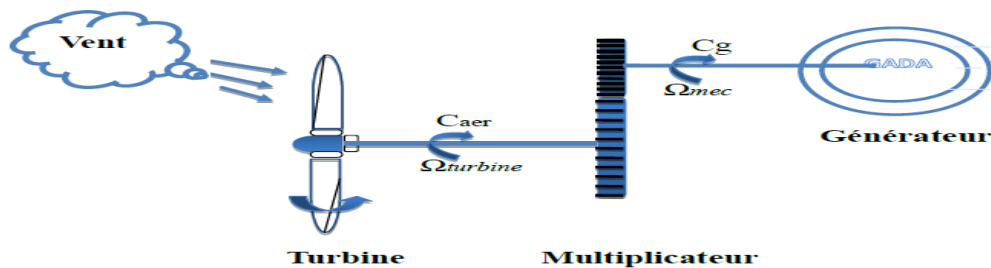 Vent
Cg
GADA
Ωmec
Générateur
Caer
Ωturbine
Turbine
Multiplicateur